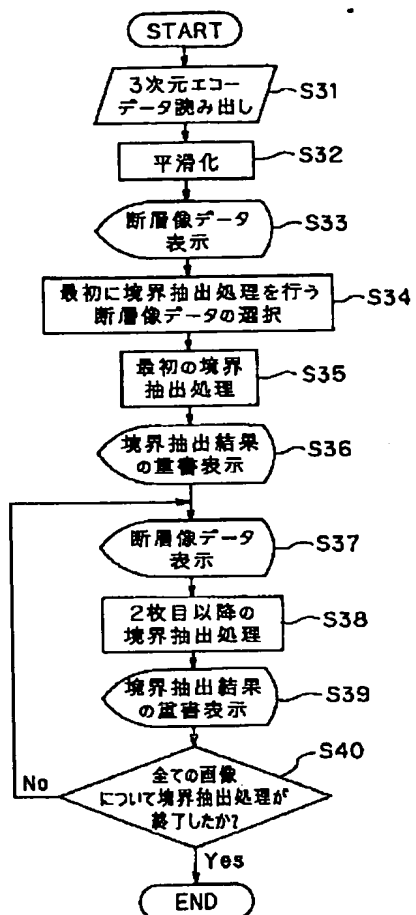 START
3次元エコー
データ読み出し
S31
平滑化
S32
断層像データ
表示
S33
最初に境界抽出処理を行う
断層像データの選択
S34
最初の境界
抽出処理
S35
境界抽出結果
の重書表示
S36
断層像データ
表示
S37
2枚目以降の
境界抽出処理
S38
境界抽出結果
の重書表示
S39
全ての画像
について境界抽出処理が
終了したか?
S40
No
Yes
END